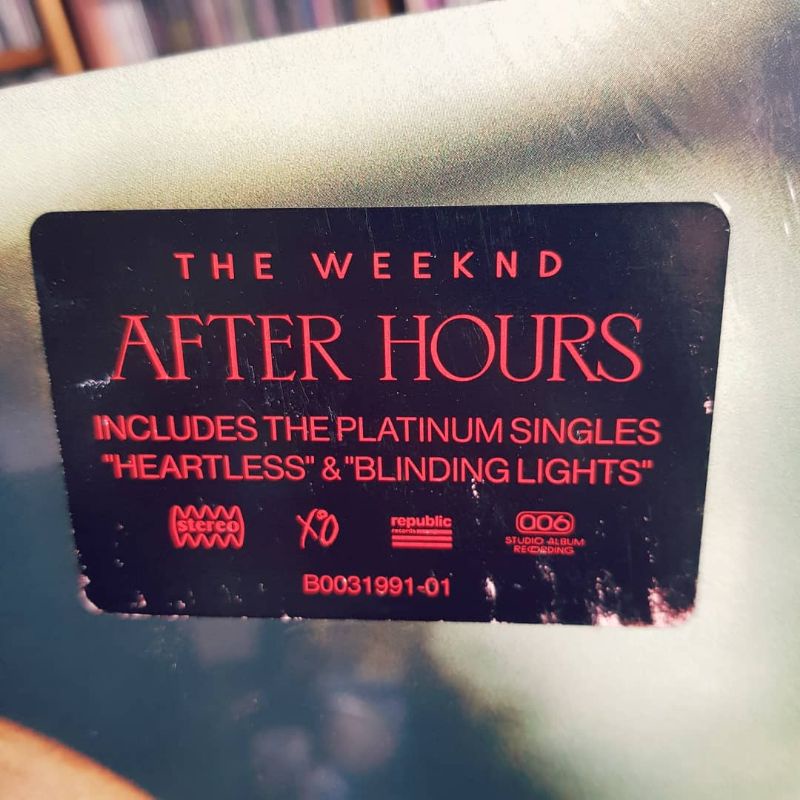 THE WEEKND
AFTER HOURS
INCLUDES THE PLATINUM SINGLES
"HEARTLESS" & "BLINDING LIGHTS"
stereo XO republic records 006 STUDIO ALBUM RECORDING
B0031991-01